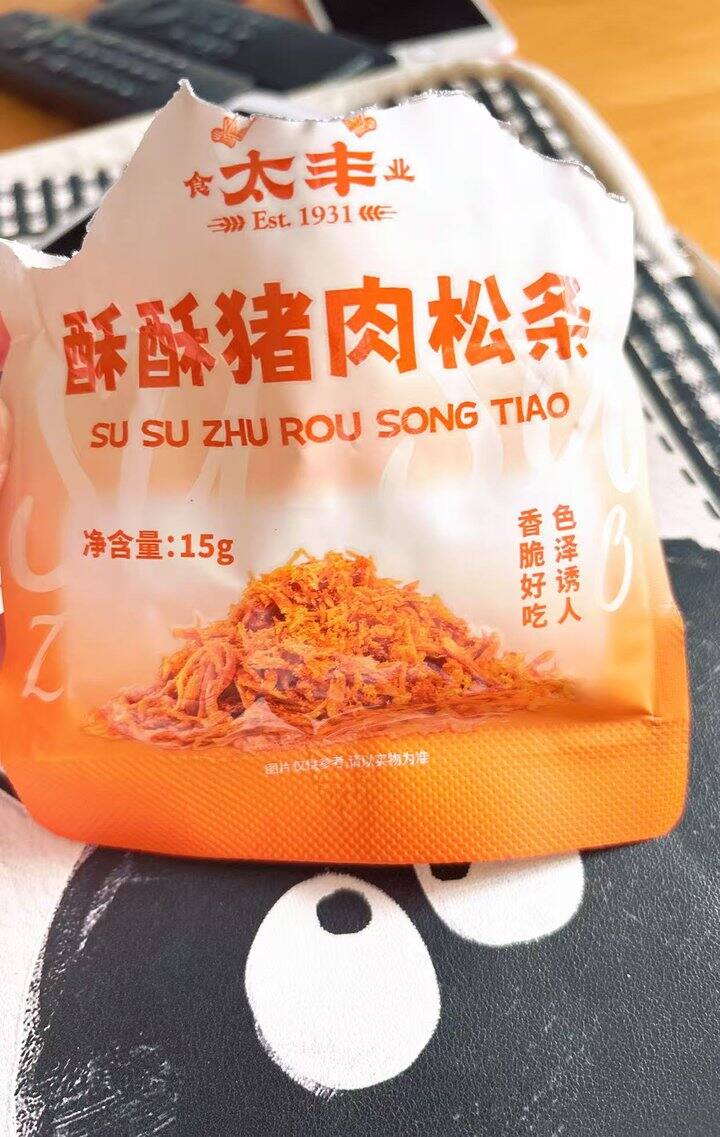 食太丰业
Est. 1931
酥酥猪肉松条
SU SU ZHU ROU SONG TIAO
净含量:15g
色泽诱人
香脆好吃
图片仅供参考,请以实物为准